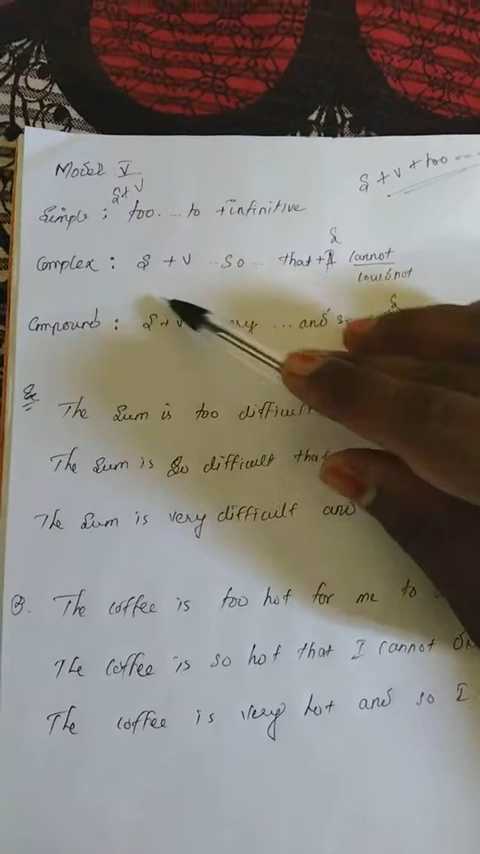 Model V
S + V + too ...
S + V
Simple : too ... to + infinitive
S
Complex : S + V ... so ... that + cannot
could not
Compound : S + V ... and s
S
Ex
The Sum is too difficult
The Sum is So difficult that
The Sum is very difficult and
2. The coffee is too hot for me to
The coffee is so hot that I cannot
The coffee is very hot and so I